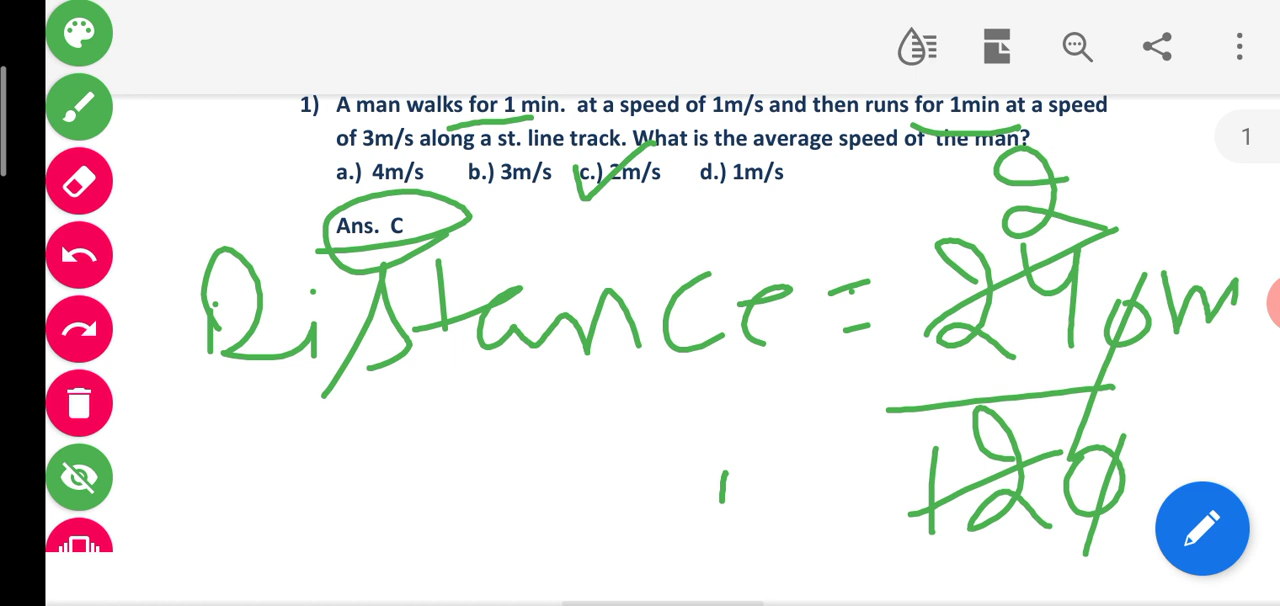 1) A man walks for 1 min. at a speed of 1m/s and then runs for 1min at a speed
of 3m/s along a st. line track. What is the average speed of the man?
a.) 4m/s b.) 3m/s c.) 2m/s d.) 1m/s
Ans. C
2
Distance = 240m
120
1